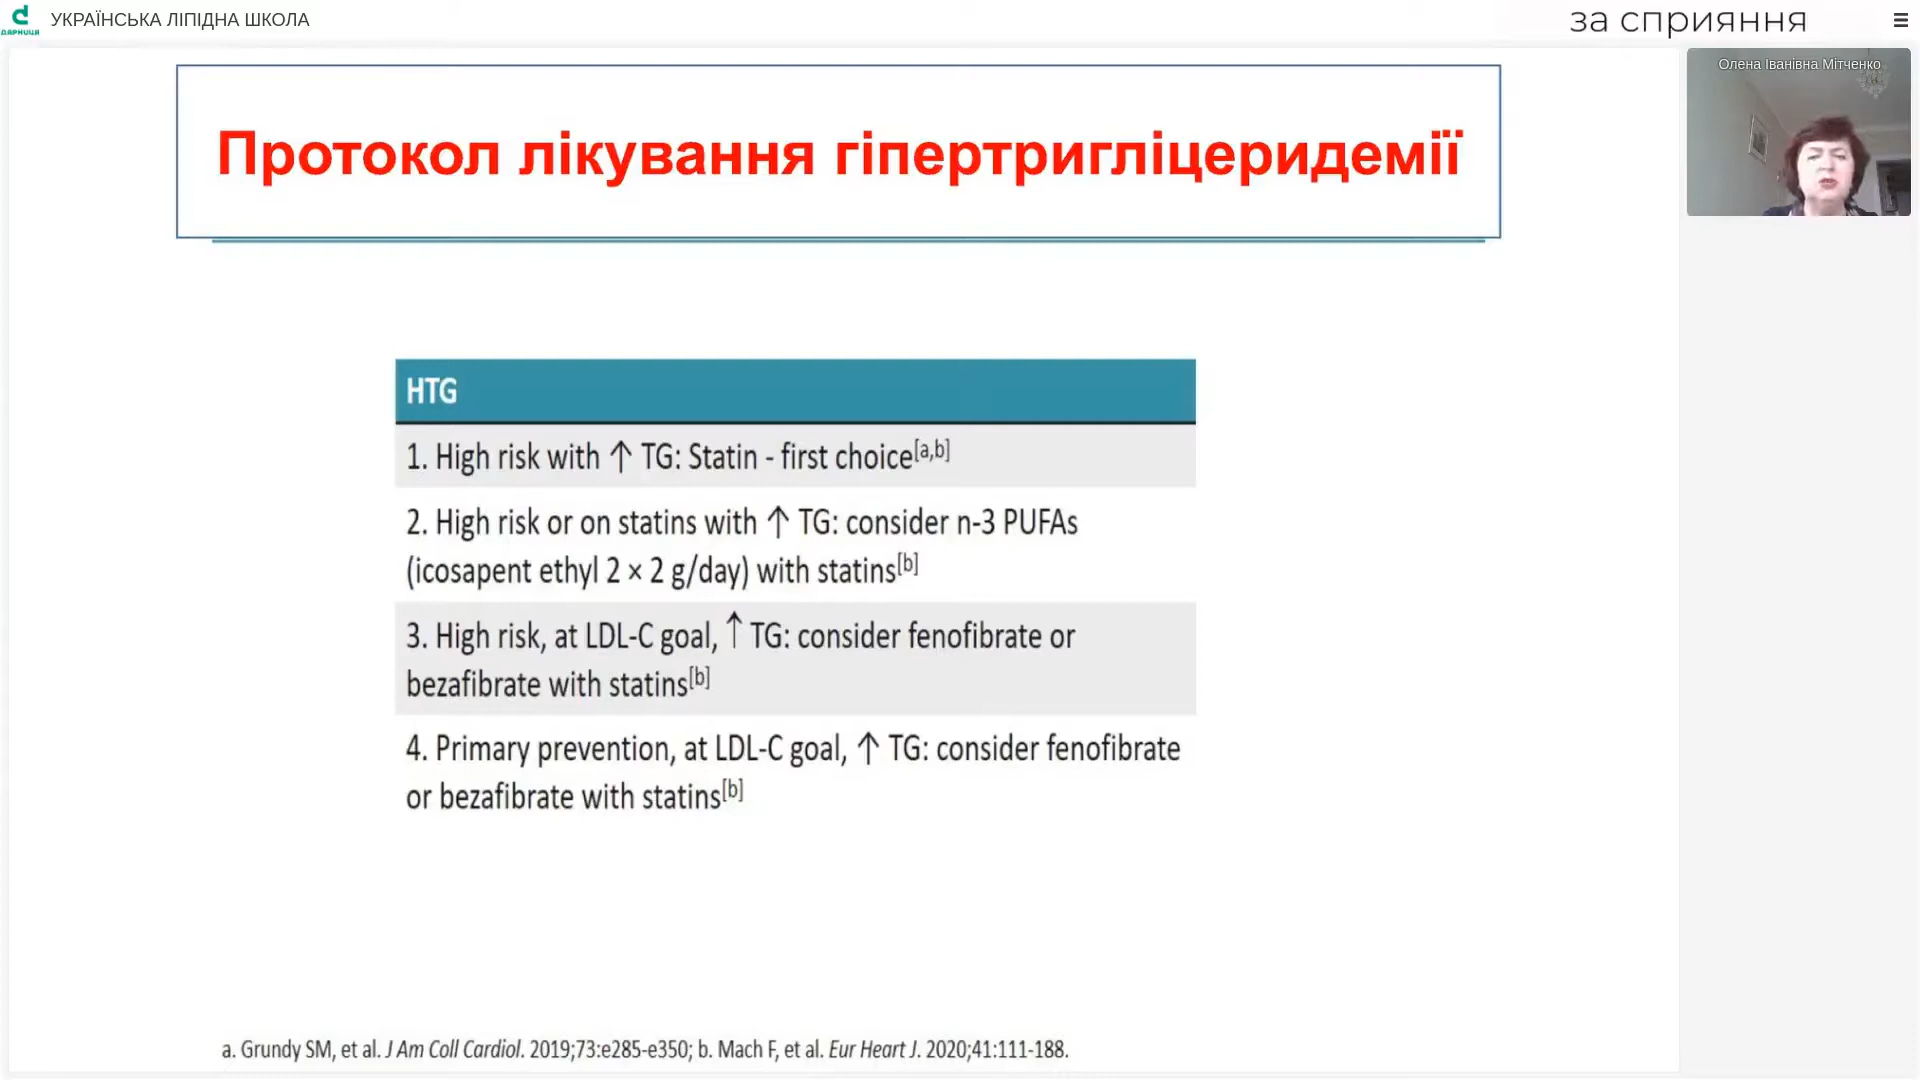 ДАРНИЦЯ
УКРАЇНСЬКА ЛІПІДНА ШКОЛА
за сприяння
Олена Іванівна Мітченко
Протокол лікування гіпертригліцеридемії
HTG
1. High risk with ↑ TG: Statin - first choice[a,b]
2. High risk or on statins with ↑ TG: consider n-3 PUFAs
(icosapent ethyl 2 × 2 g/day) with statins[b]
3. High risk, at LDL-C goal, ↑ TG: consider fenofibrate or
bezafibrate with statins[b]
4. Primary prevention, at LDL-C goal, ↑ TG: consider fenofibrate
or bezafibrate with statins[b]
a. Grundy SM, et al. J Am Coll Cardiol. 2019;73:e285-e350; b. Mach F, et al. Eur Heart J. 2020;41:111-188.